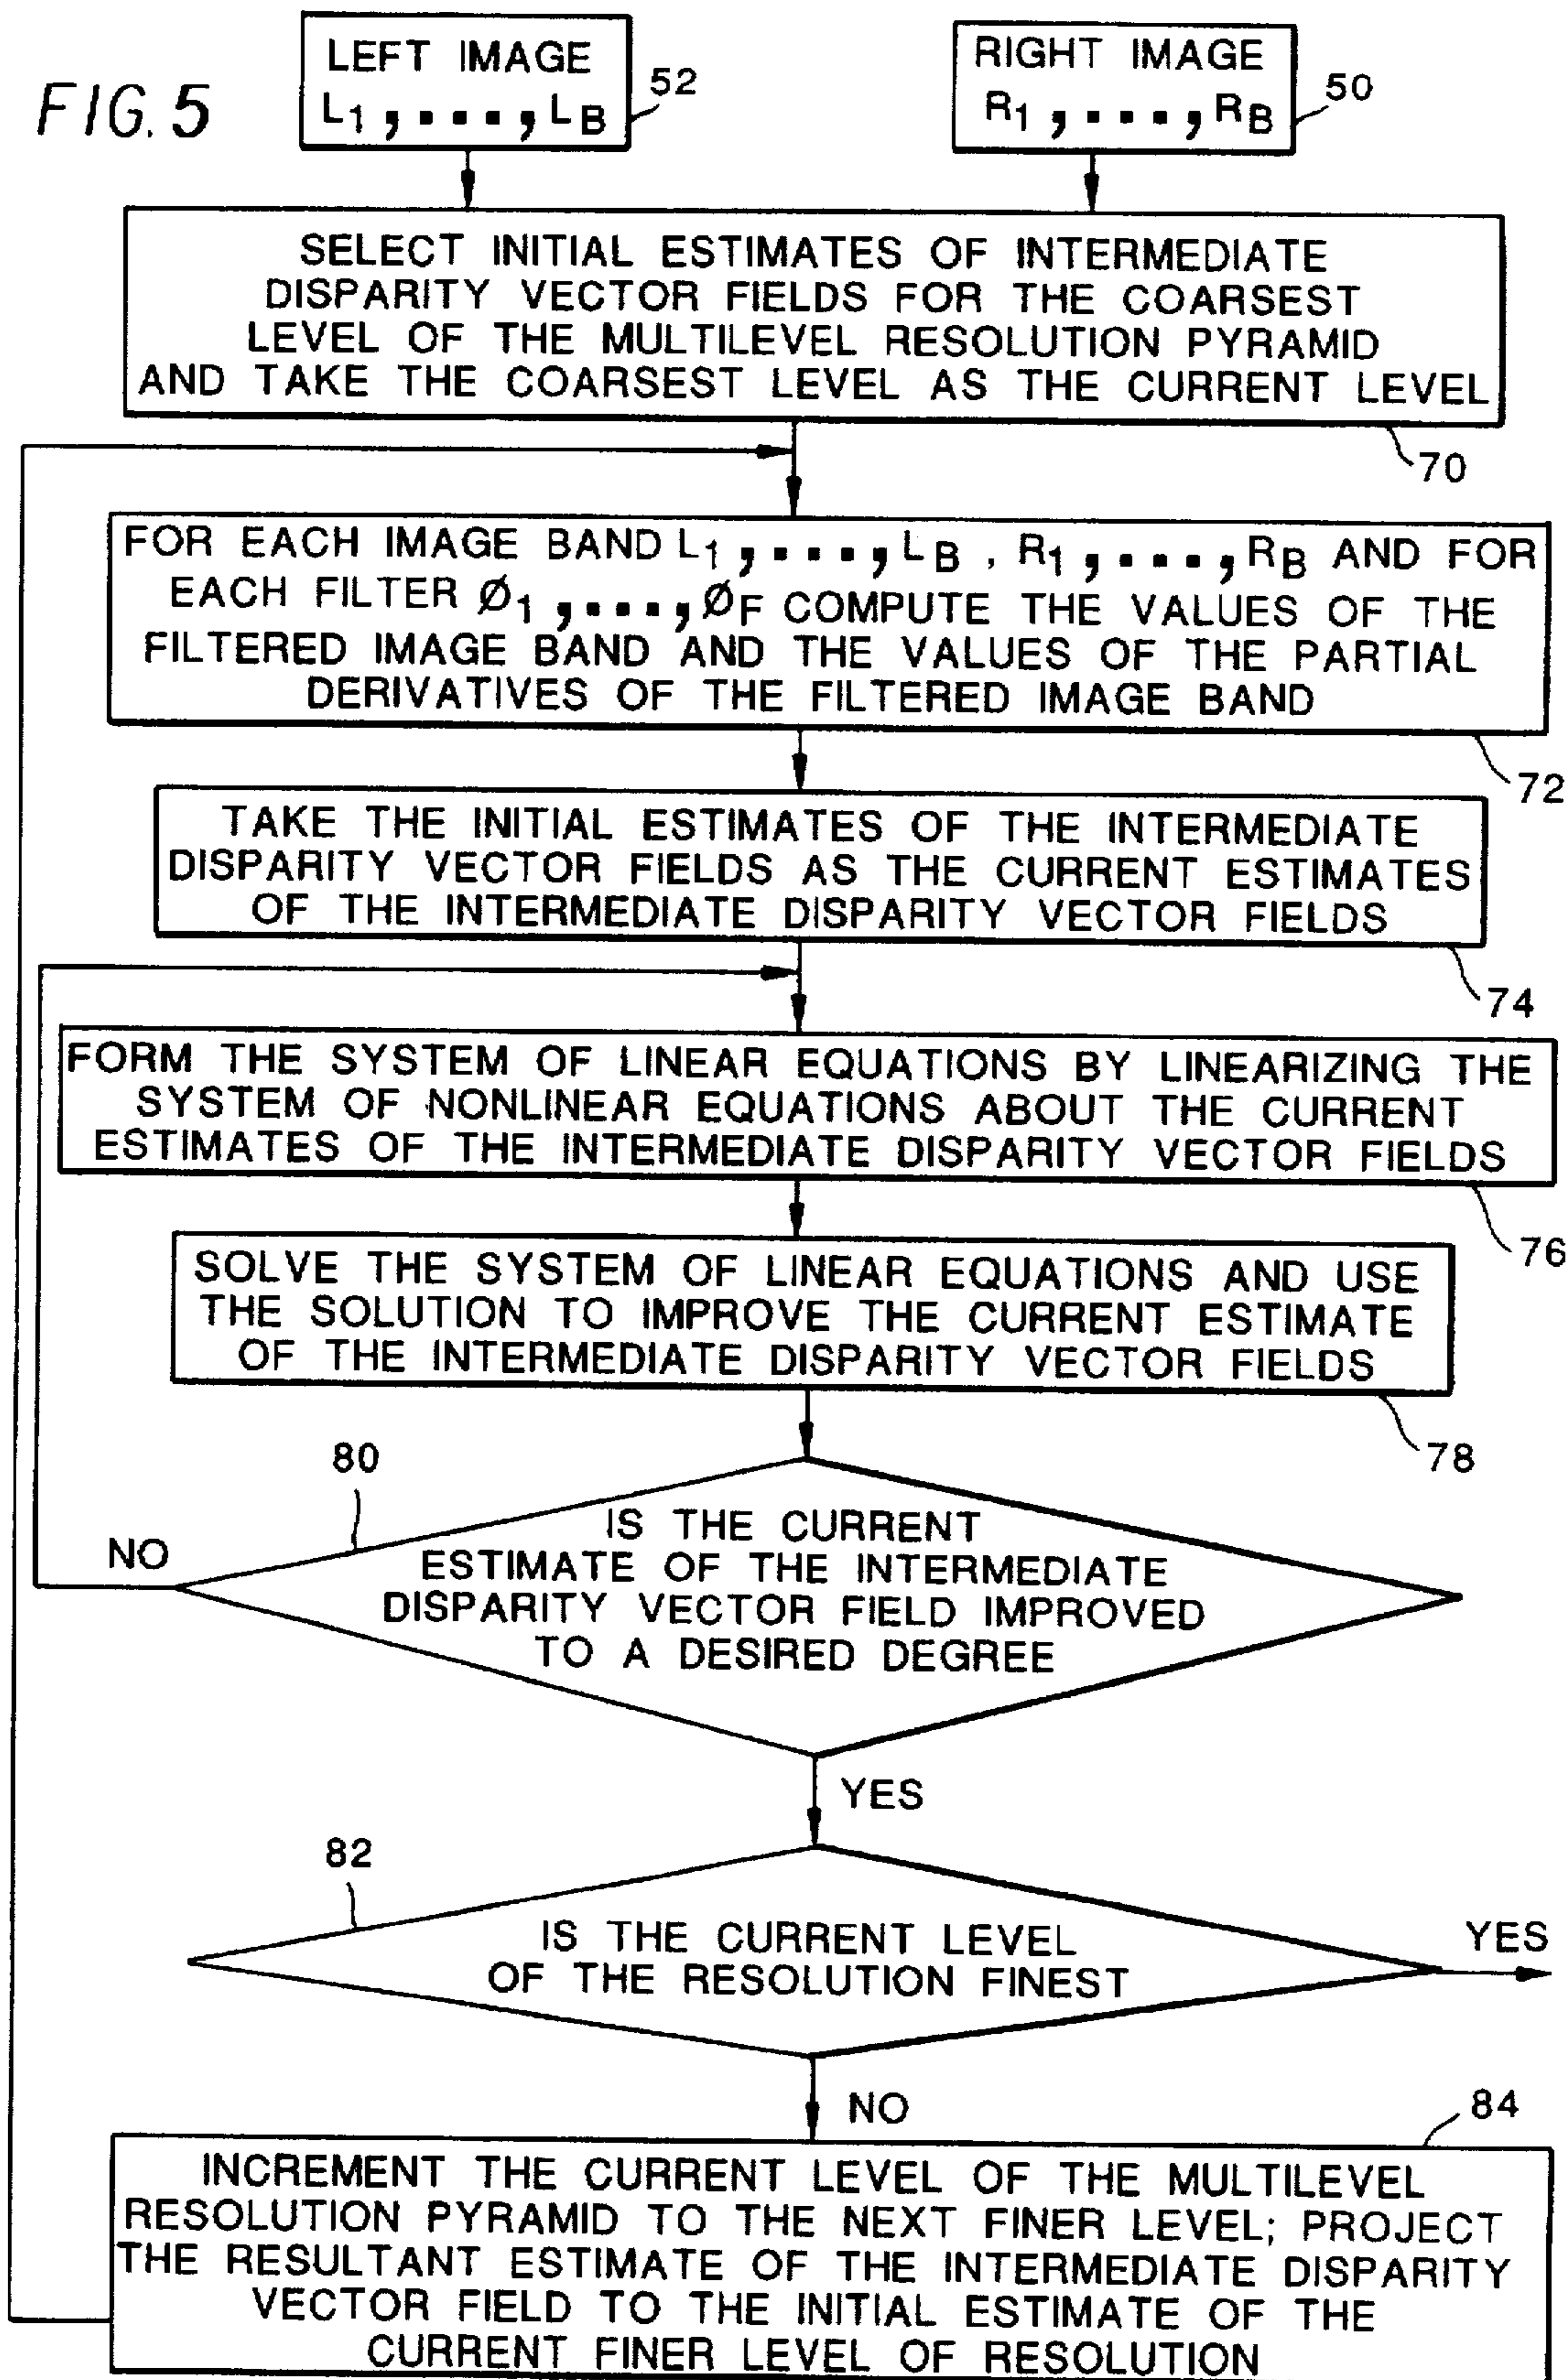 FIG. 5
LEFT IMAGE
L1 , . . . , LB
52
RIGHT IMAGE
R1 , . . . , RB
50
SELECT INITIAL ESTIMATES OF INTERMEDIATE
DISPARITY VECTOR FIELDS FOR THE COARSEST
LEVEL OF THE MULTILEVEL RESOLUTION PYRAMID
AND TAKE THE COARSEST LEVEL AS THE CURRENT LEVEL
70
FOR EACH IMAGE BAND L1 , . . . , LB , R1 , . . . , RB AND FOR
EACH FILTER Ø1 , . . . , ØF COMPUTE THE VALUES OF THE
FILTERED IMAGE BAND AND THE VALUES OF THE PARTIAL
DERIVATIVES OF THE FILTERED IMAGE BAND
72
TAKE THE INITIAL ESTIMATES OF THE INTERMEDIATE
DISPARITY VECTOR FIELDS AS THE CURRENT ESTIMATES
OF THE INTERMEDIATE DISPARITY VECTOR FIELDS
74
FORM THE SYSTEM OF LINEAR EQUATIONS BY LINEARIZING THE
SYSTEM OF NONLINEAR EQUATIONS ABOUT THE CURRENT
ESTIMATES OF THE INTERMEDIATE DISPARITY VECTOR FIELDS
76
SOLVE THE SYSTEM OF LINEAR EQUATIONS AND USE
THE SOLUTION TO IMPROVE THE CURRENT ESTIMATE
OF THE INTERMEDIATE DISPARITY VECTOR FIELDS
78
80
NO
IS THE CURRENT
ESTIMATE OF THE INTERMEDIATE
DISPARITY VECTOR FIELD IMPROVED
TO A DESIRED DEGREE
YES
82
IS THE CURRENT LEVEL
OF THE RESOLUTION FINEST
YES
NO
84
INCREMENT THE CURRENT LEVEL OF THE MULTILEVEL
RESOLUTION PYRAMID TO THE NEXT FINER LEVEL; PROJECT
THE RESULTANT ESTIMATE OF THE INTERMEDIATE DISPARITY
VECTOR FIELD TO THE INITIAL ESTIMATE OF THE
CURRENT FINER LEVEL OF RESOLUTION